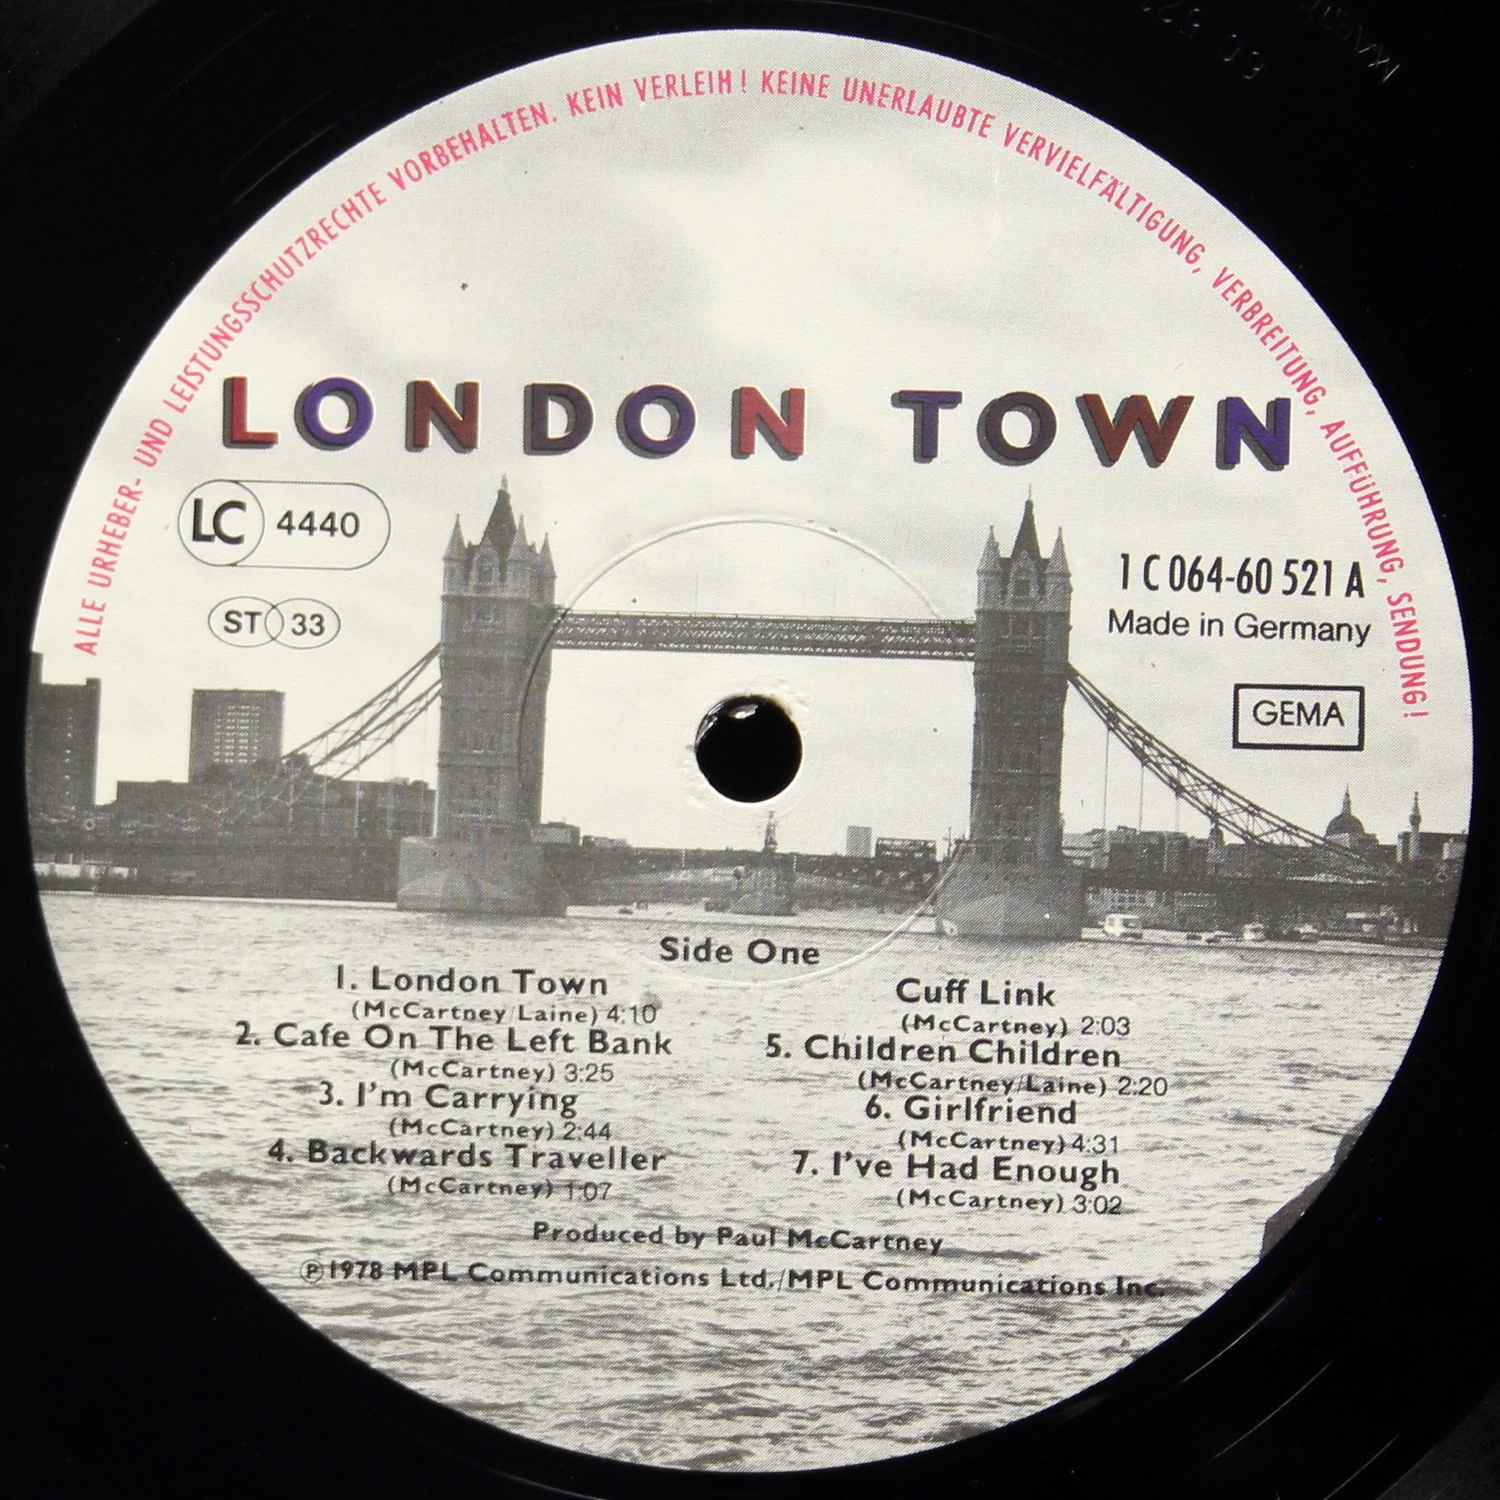 ALLE URHEBER- UND LEISTUNGSSCHUTZRECHTE VORBEHALTEN. KEIN VERLEIH! KEINE UNERLAUBTE VERVIELFÄLTIGUNG, VERBREITUNG, AUFFÜHRUNG, SENDUNG!
LONDON TOWN
LC 4440
ST 33
1 C 064-60 521 A
Made in Germany
GEMA
Side One
1. London Town
(McCartney/Laine) 4:10
2. Cafe On The Left Bank
(McCartney) 3:25
3. I'm Carrying
(McCartney) 2:44
4. Backwards Traveller
(McCartney) 1:07
Cuff Link
(McCartney) 2:03
5. Children Children
(McCartney/Laine) 2:20
6. Girlfriend
(McCartney) 4:31
7. I've Had Enough
(McCartney) 3:02
Produced by Paul McCartney
℗1978 MPL Communications Ltd./MPL Communications Inc.